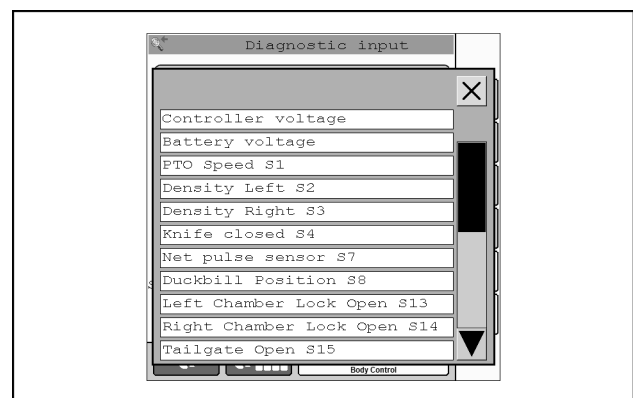 Diagnostic input
Controller voltage
Battery voltage
PTO Speed S1
Density Left S2
Density Right S3
Knife closed S4
Net pulse sensor S7
Duckbill Position S8
Left Chamber Lock Open S13
Right Chamber Lock Open S14
Tailgate Open S15
Body Control